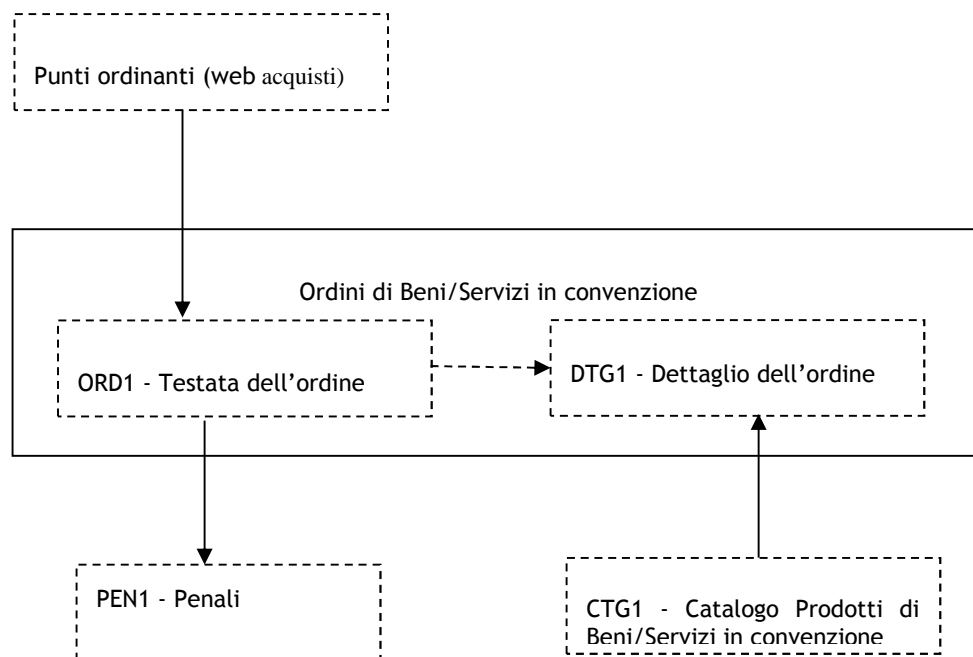 Punti ordinanti (web acquisti)
Ordini di Beni/Servizi in convenzione
ORD1 - Testata dell’ordine
DTG1 - Dettaglio dell’ordine
PEN1 - Penali
CTG1 - Catalogo Prodotti di
Beni/Servizi in convenzione